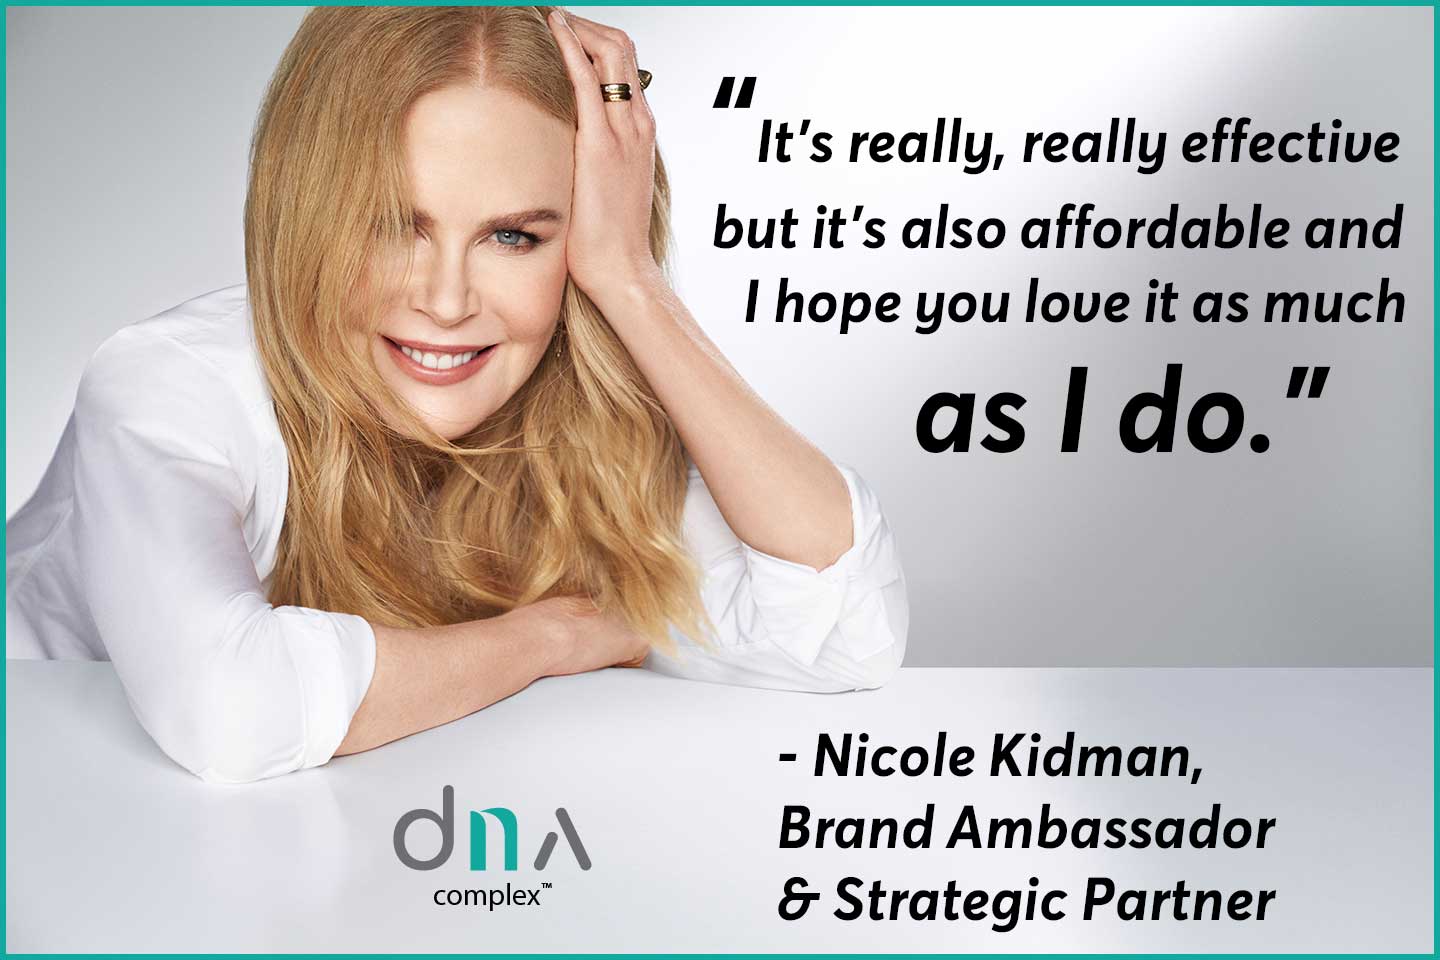 “It’s really, really effective
but it’s also affordable and
I hope you love it as much
as I do.”
- Nicole Kidman,
Brand Ambassador
& Strategic Partner
dnA
complex™